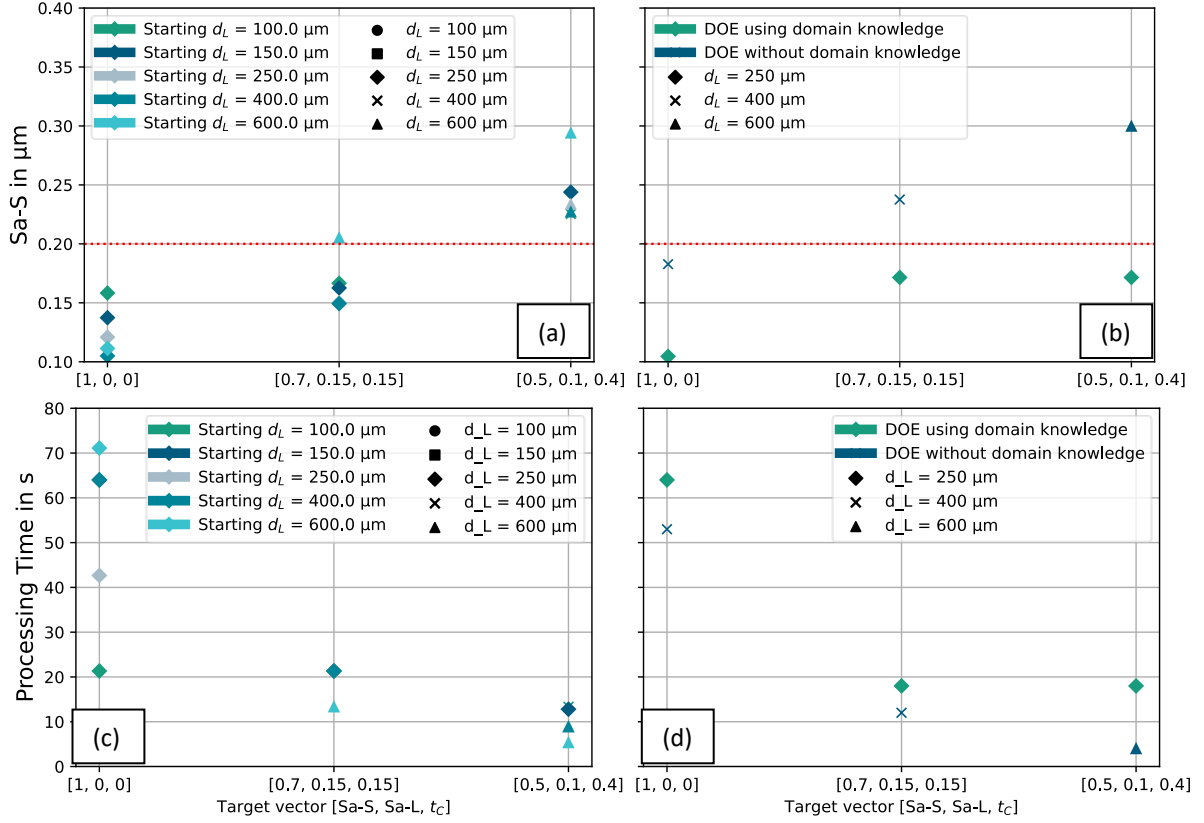 0.40
0.35
0.30
0.25
0.20
0.15
0.10
Sa-S in µm
Starting d_L = 100.0 µm
Starting d_L = 150.0 µm
Starting d_L = 250.0 µm
Starting d_L = 400.0 µm
Starting d_L = 600.0 µm
d_L = 100 µm
d_L = 150 µm
d_L = 250 µm
d_L = 400 µm
d_L = 600 µm
(a)
[1, 0, 0]
[0.7, 0.15, 0.15]
[0.5, 0.1, 0.4]
DOE using domain knowledge
DOE without domain knowledge
d_L = 250 µm
d_L = 400 µm
d_L = 600 µm
(b)
[1, 0, 0]
[0.7, 0.15, 0.15]
[0.5, 0.1, 0.4]
80
70
60
50
40
30
20
10
0
Processing Time in s
Starting d_L = 100.0 µm
Starting d_L = 150.0 µm
Starting d_L = 250.0 µm
Starting d_L = 400.0 µm
Starting d_L = 600.0 µm
d_L = 100 µm
d_L = 150 µm
d_L = 250 µm
d_L = 400 µm
d_L = 600 µm
(c)
[1, 0, 0]
[0.7, 0.15, 0.15]
[0.5, 0.1, 0.4]
Target vector [Sa-S, Sa-L, t_C]
DOE using domain knowledge
DOE without domain knowledge
d_L = 250 µm
d_L = 400 µm
d_L = 600 µm
(d)
[1, 0, 0]
[0.7, 0.15, 0.15]
[0.5, 0.1, 0.4]
Target vector [Sa-S, Sa-L, t_C]